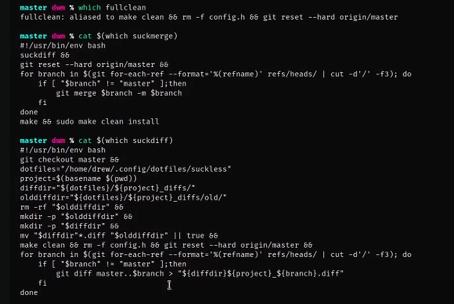 master dwm % which fullclean
fullclean: aliased to make clean && rm -f config.h && git reset --hard origin/master
master dwm % cat $(which suckmerge)
#!/usr/bin/env bash
suckdiff &&
git reset --hard origin/master &&
for branch in $(git for-each-ref --format='%(refname)' refs/heads/ | cut -d'/' -f3); do
if [ "$branch" != "master" ];then
git merge $branch -m $branch
fi
done
make && sudo make clean install
master dwm % cat $(which suckdiff)
#!/usr/bin/env bash
git checkout master &&
dotfiles="/home/drew/.config/dotfiles/suckless"
project=$(basename $(pwd))
diffdir="${dotfiles}/${project}_diffs/"
olddiffdir="${dotfiles}/${project}_diffs/old/"
rm -rf "$olddiffdir" &&
mkdir -p "$olddiffdir" &&
mkdir -p "$diffdir" &&
mv "$diffdir"*.diff "$olddiffdir" || true &&
make clean && rm -f config.h && git reset --hard origin/master &&
for branch in $(git for-each-ref --format='%(refname)' refs/heads/ | cut -d'/' -f3); do
if [ "$branch" != "master" ];then
git diff master..$branch > "${diffdir}${project}_${branch}.diff"
fi
done